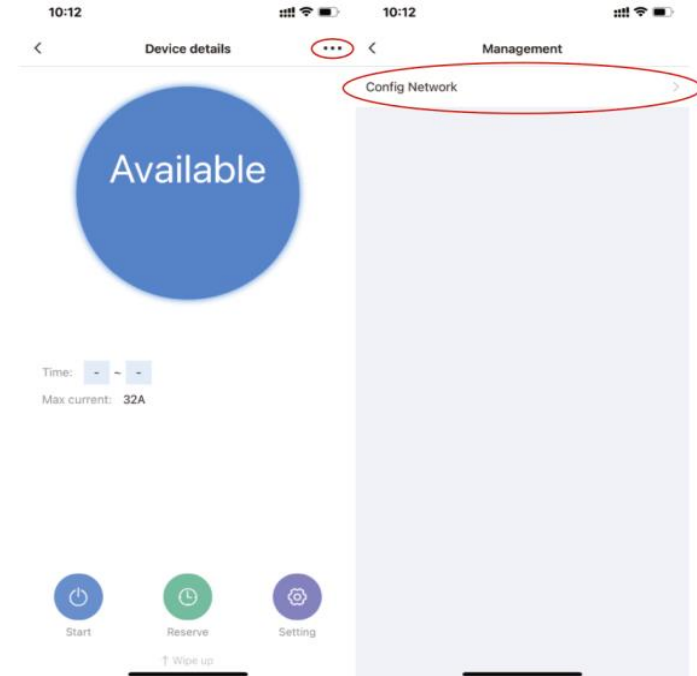 10:12
Device details
Available
Time: - ~ -
Max current: 32A
Start Reserve Setting
↑ Wipe up
10:12
Management
Config Network